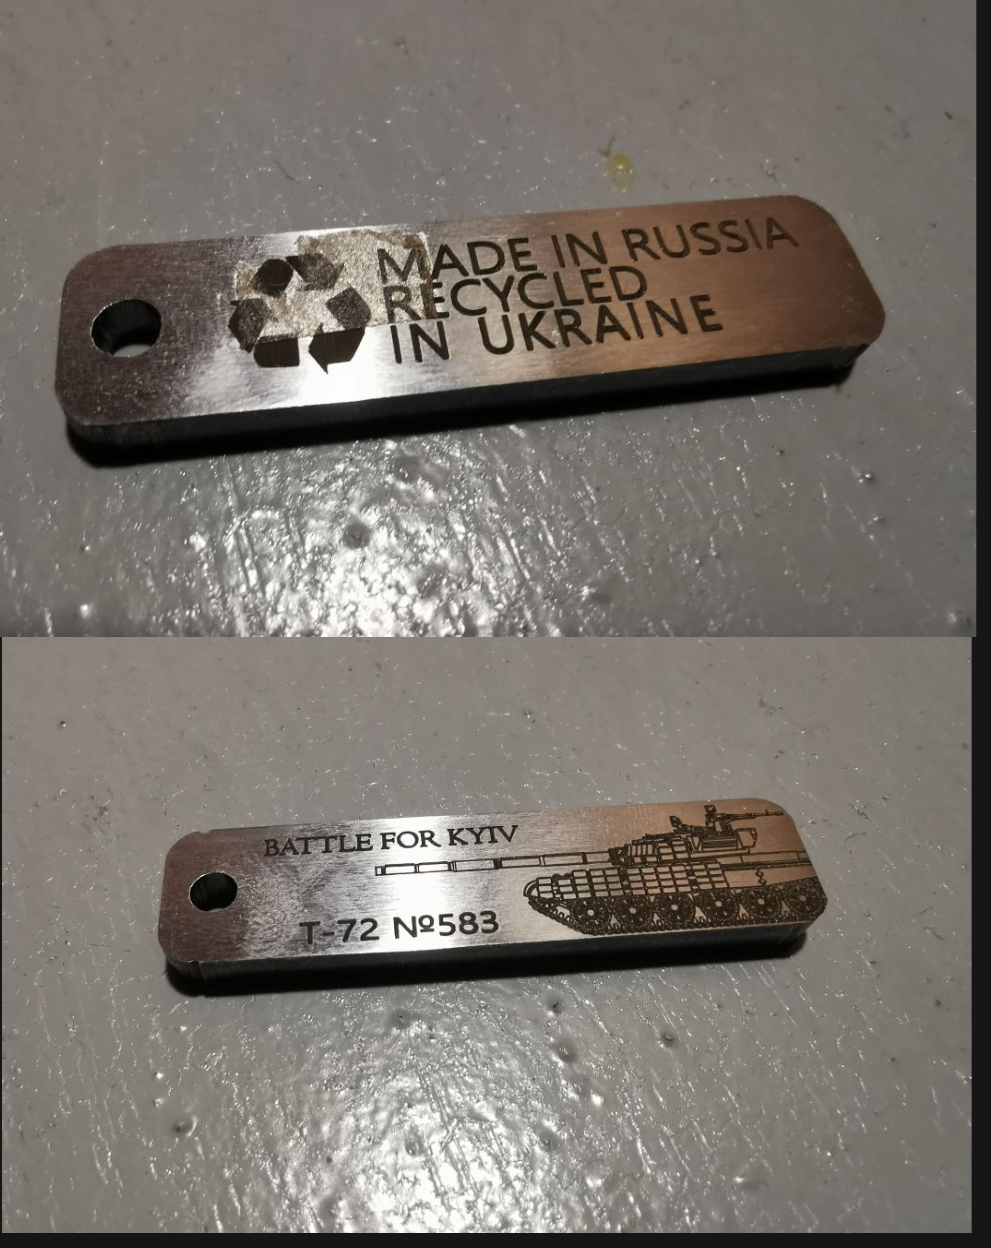 MADE IN RUSSIA
RECYCLED
IN UKRAINE
BATTLE FOR KYIV
T-72 №583